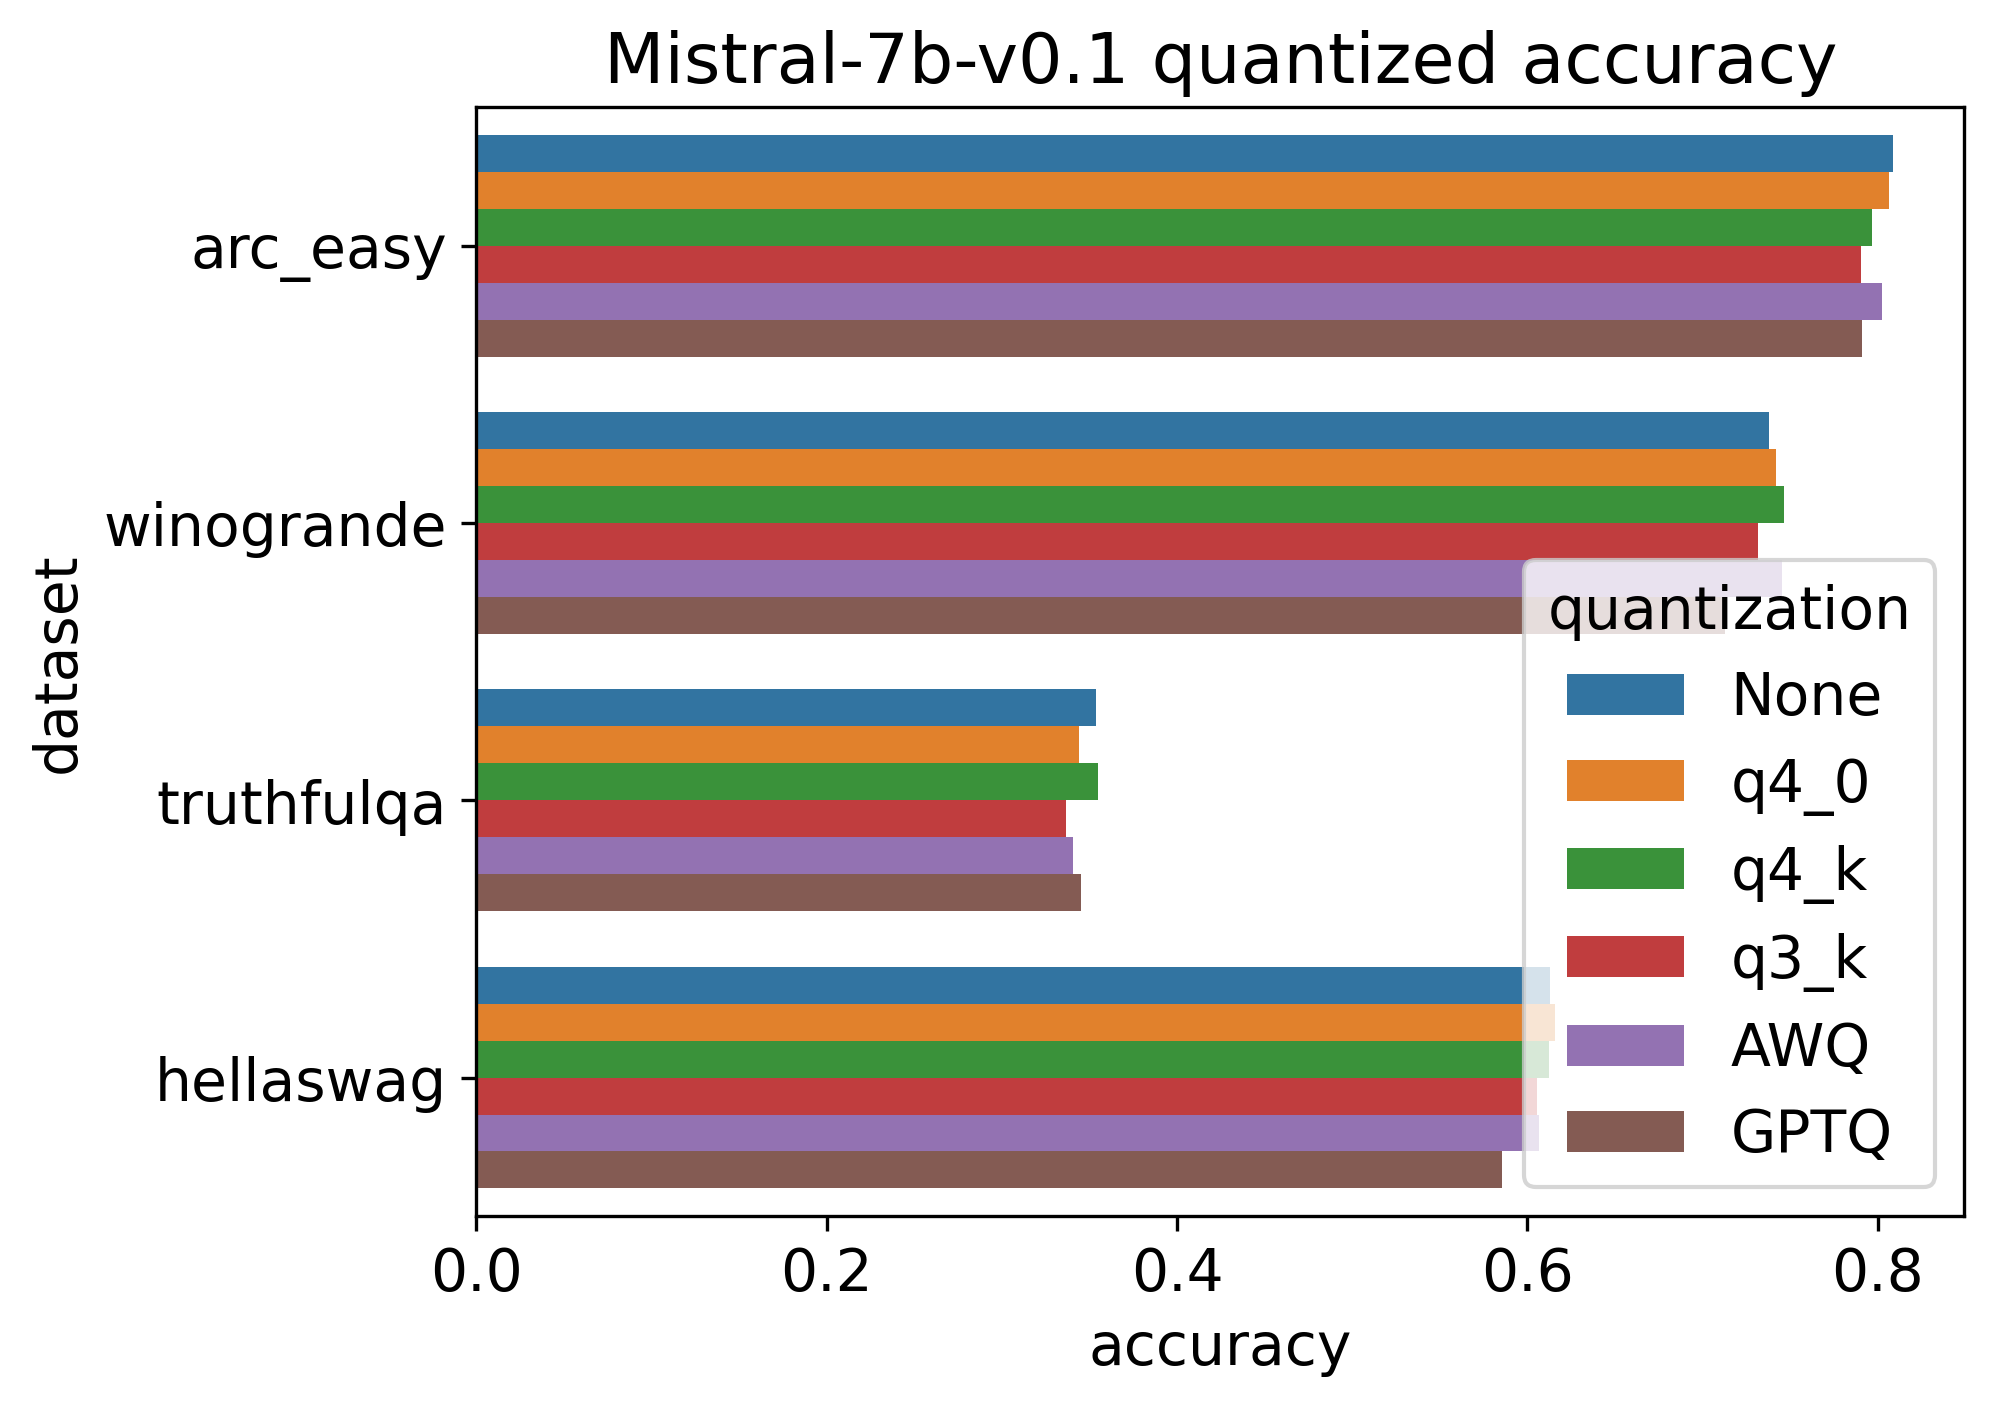 Mistral-7b-v0.1 quantized accuracy
dataset
arc_easy
winogrande
truthfulqa
hellaswag
quantization
None
q4_0
q4_k
q3_k
AWQ
GPTQ
0.0 0.2 0.4 0.6 0.8
accuracy